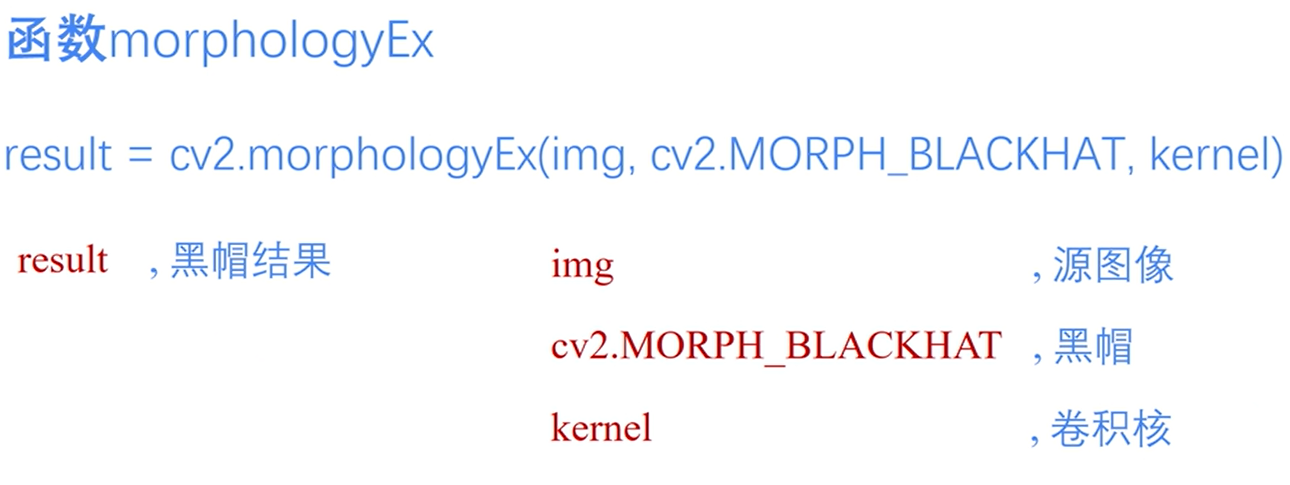 函数morphologyEx
result = cv2.morphologyEx(img, cv2.MORPH_BLACKHAT, kernel)
result , 黑帽结果 img , 源图像
cv2.MORPH_BLACKHAT , 黑帽
kernel , 卷积核